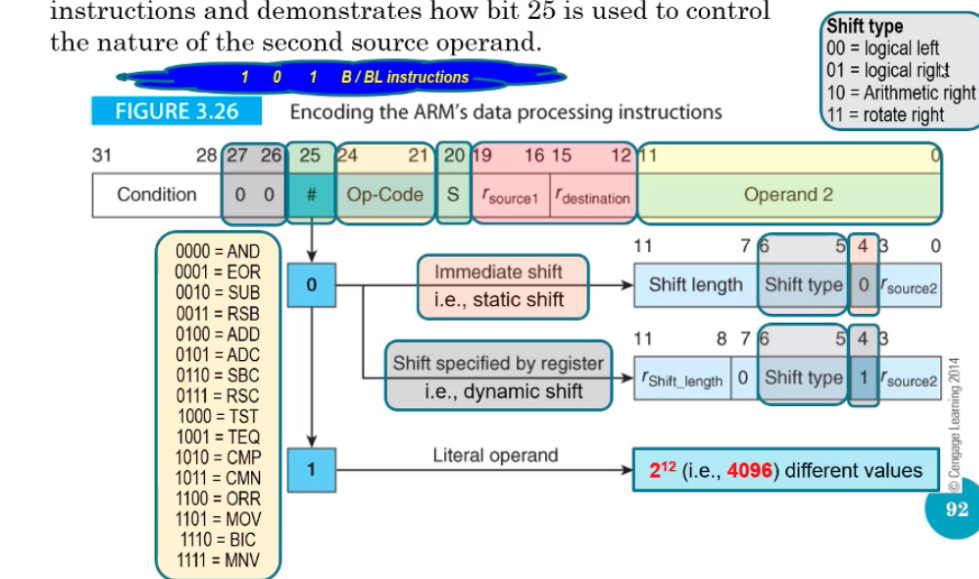 instructions and demonstrates how bit 25 is used to control
the nature of the second source operand.
Shift type
00 = logical left
01 = logical right
10 = Arithmetic right
11 = rotate right
1 0 1 B / BL instructions
FIGURE 3.26 Encoding the ARM's data processing instructions
31 28 27 26 25 24 21 20 19 16 15 12 11 0
Condition 0 0 # Op-Code S rsource1 rdestination Operand 2
0000 = AND
0001 = EOR
0010 = SUB
0011 = RSB
0100 = ADD
0101 = ADC
0110 = SBC
0111 = RSC
1000 = TST
1001 = TEQ
1010 = CMP
1011 = CMN
1100 = ORR
1101 = MOV
1110 = BIC
1111 = MNV
0
Immediate shift
i.e., static shift
11 7 6 5 4 3 0
Shift length Shift type 0 rsource2
Shift specified by register
i.e., dynamic shift
11 8 7 6 5 4 3
rShift_length 0 Shift type 1 rsource2
1
Literal operand
2¹² (i.e., 4096) different values
© Cengage Learning 2014
92